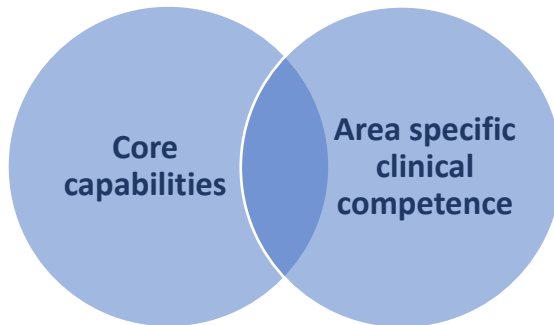 Core
capabilities
Area specific
clinical
competence